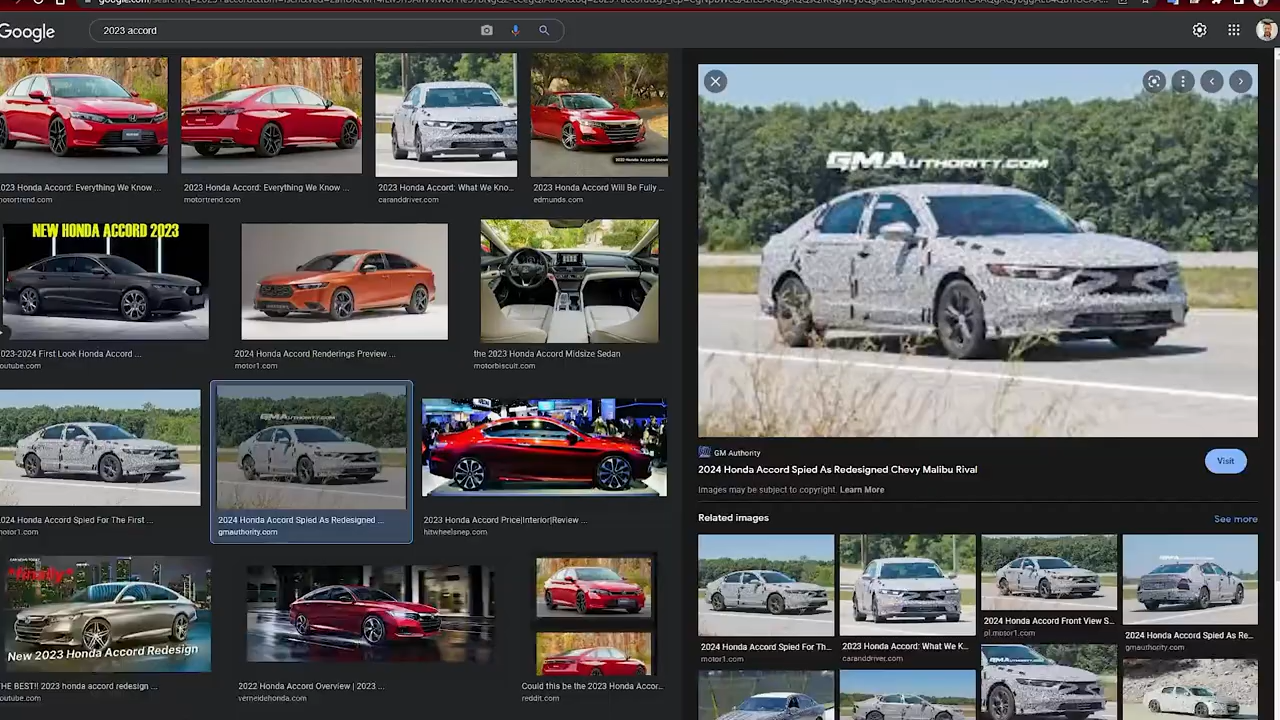 Google
2023 accord
2023 Honda Accord: Everything We Know ...
motortrend.com
2023 Honda Accord: Everything We Know ...
motortrend.com
2023 Honda Accord: What We Kno...
caranddriver.com
2023 Honda Accord Will Be Fully ...
edmunds.com
NEW HONDA ACCORD 2023
023-2024 First Look Honda Accord ...
outube.com
2024 Honda Accord Renderings Preview ...
motor1.com
the 2023 Honda Accord Midsize Sedan
motorbiscuit.com
2024 Honda Accord Spied For The First ...
motor1.com
GMAUTHORITY.COM
2024 Honda Accord Spied As Redesigned ...
gmauthority.com
2023 Honda Accord Price|Interior|Review ...
"finally"
New 2023 Honda Accord Redesign
HE BEST!! 2023 honda accord redesign ...
outube.com
2022 Honda Accord Overview | 2023 ...
verneidehonda.com
Could this be the 2023 Honda Accor...
reddit.com
GMAUTHORITY.COM
GM Authority
2024 Honda Accord Spied As Redesigned Chevy Malibu Rival
Visit
Images may be subject to copyright. Learn More
Related images
See more
2024 Honda Accord Spied For Th...
motor1.com
2023 Honda Accord: What We K...
caranddriver.com
2024 Honda Accord Front View S...
pl.motor1.com
2024 Honda Accord Spied As Re...
gmauthority.com